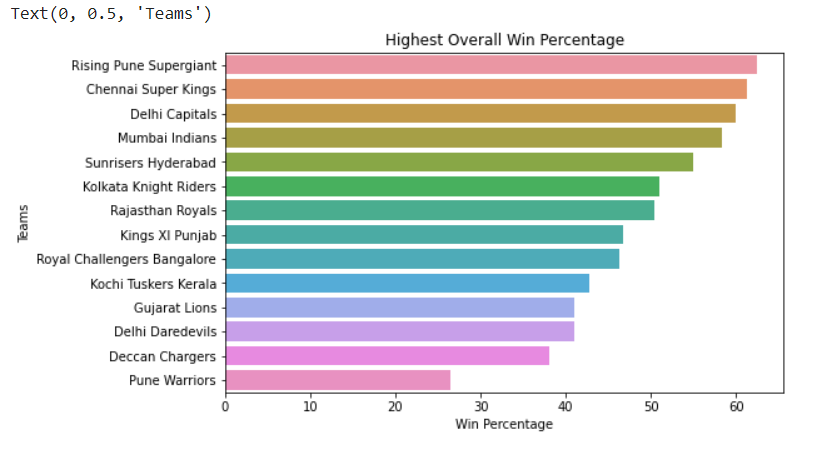 Text(0, 0.5, 'Teams')
Highest Overall Win Percentage
Rising Pune Supergiant
Chennai Super Kings
Delhi Capitals
Mumbai Indians
Sunrisers Hyderabad
Kolkata Knight Riders
Rajasthan Royals
Kings XI Punjab
Royal Challengers Bangalore
Kochi Tuskers Kerala
Gujarat Lions
Delhi Daredevils
Deccan Chargers
Pune Warriors
Teams
0 10 20 30 40 50 60
Win Percentage